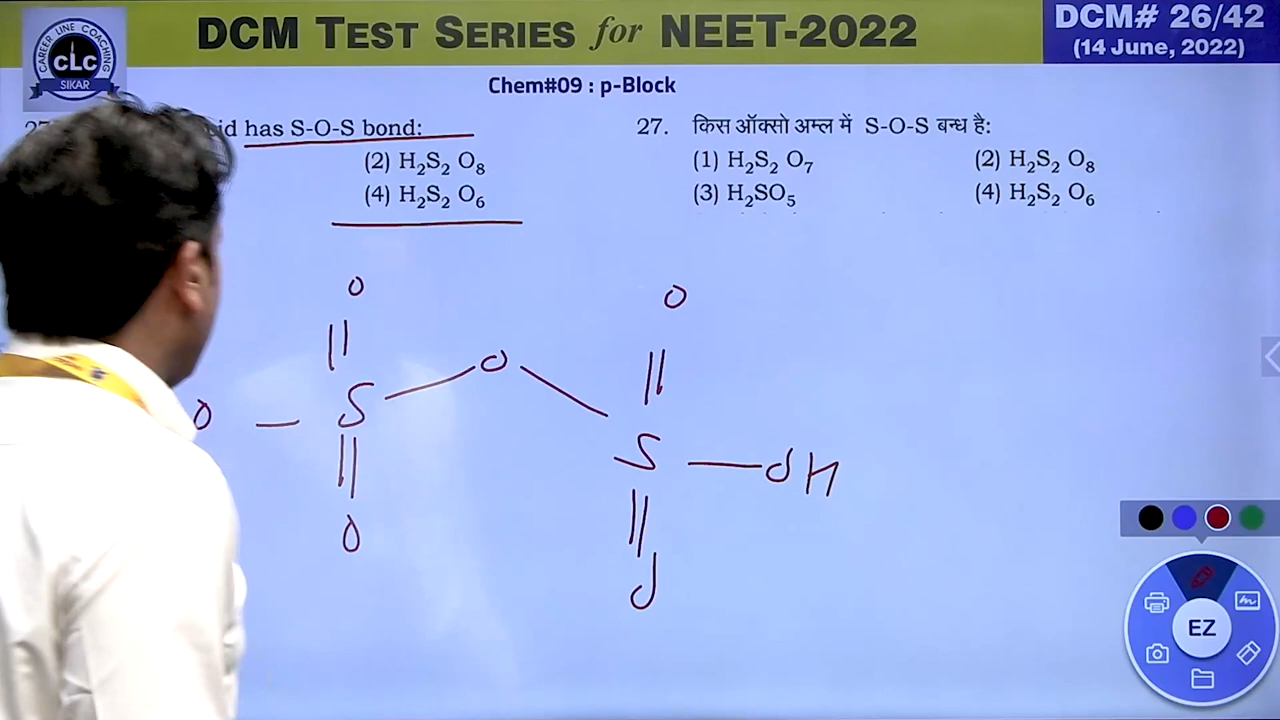 CAREER LINE COACHING
CLC
SIKAR
DCM TEST SERIES for NEET-2022
DCM# 26/42
(14 June, 2022)
Chem#09 : p-Block
has S-O-S bond:
(2) H₂S₂ O₈
(4) H₂S₂ O₆
27. किस ऑक्सो अम्ल में S-O-S बन्ध है:
(1) H₂S₂ O₇ (2) H₂S₂ O₈
(3) H₂SO₅ (4) H₂S₂ O₆
O O
O
O S
S OH
O
O
EZ